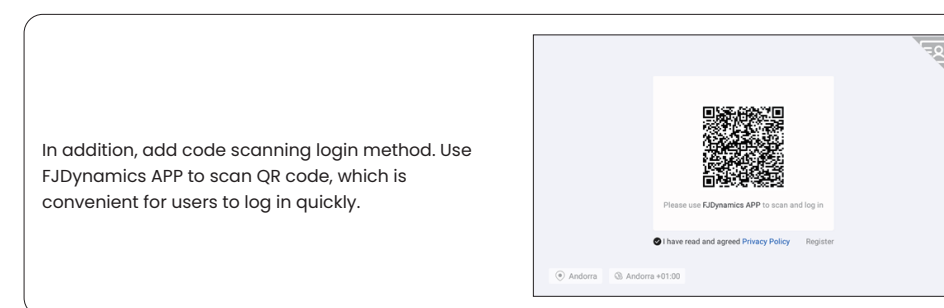 In addition, add code scanning login method. Use
FJDynamics APP to scan QR code, which is
convenient for users to log in quickly.
Please use FJDynamics APP to scan and log in
I have read and agreed Privacy Policy Register
Andorra Andorra +01:00